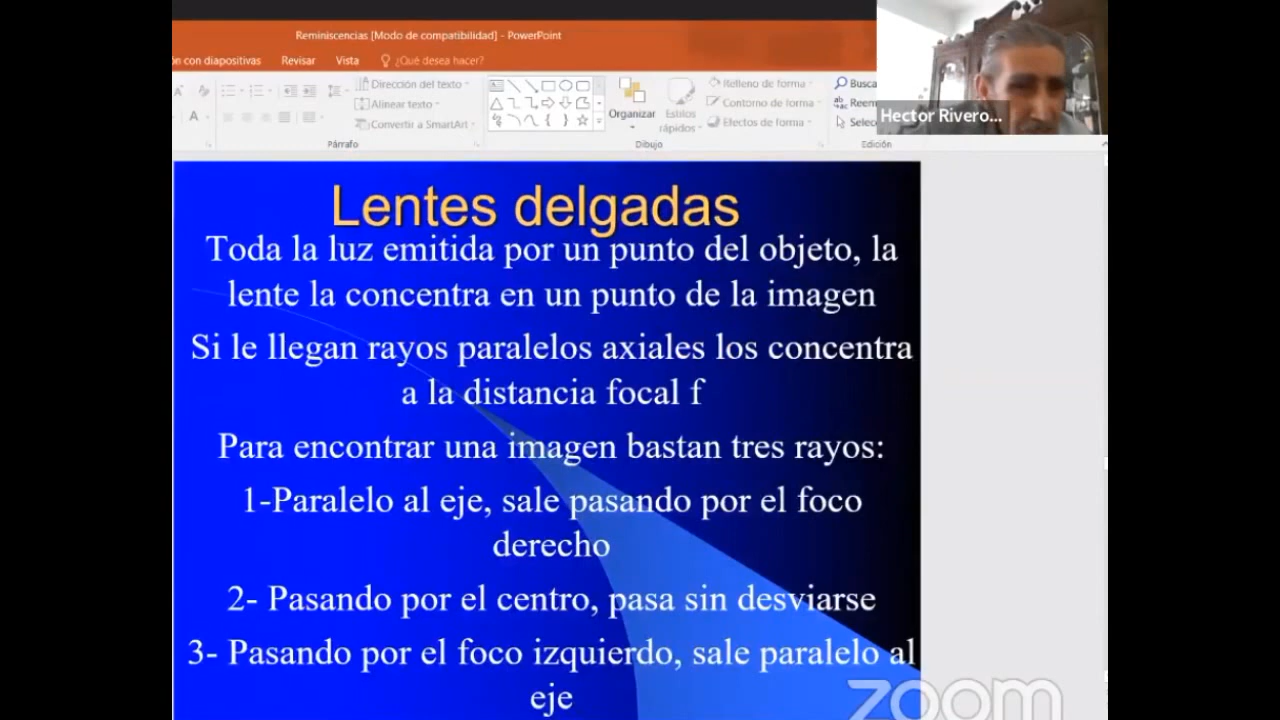 Reminiscencias [Modo de compatibilidad] - PowerPoint
ón con diapositivas Revisar Vista ¿Qué desea hacer?
Dirección del texto
Alinear texto
Convertir a SmartArt
Organizar
Estilos
rápidos
Relleno de forma
Contorno de forma
Efectos de forma
Busca
Reem
Selec
Párrafo Dibujo Edición
Hector Rivero...
Lentes delgadas
Toda la luz emitida por un punto del objeto, la
lente la concentra en un punto de la imagen
Si le llegan rayos paralelos axiales los concentra
a la distancia focal f
Para encontrar una imagen bastan tres rayos:
1-Paralelo al eje, sale pasando por el foco
derecho
2- Pasando por el centro, pasa sin desviarse
3- Pasando por el foco izquierdo, sale paralelo al
eje
zoom